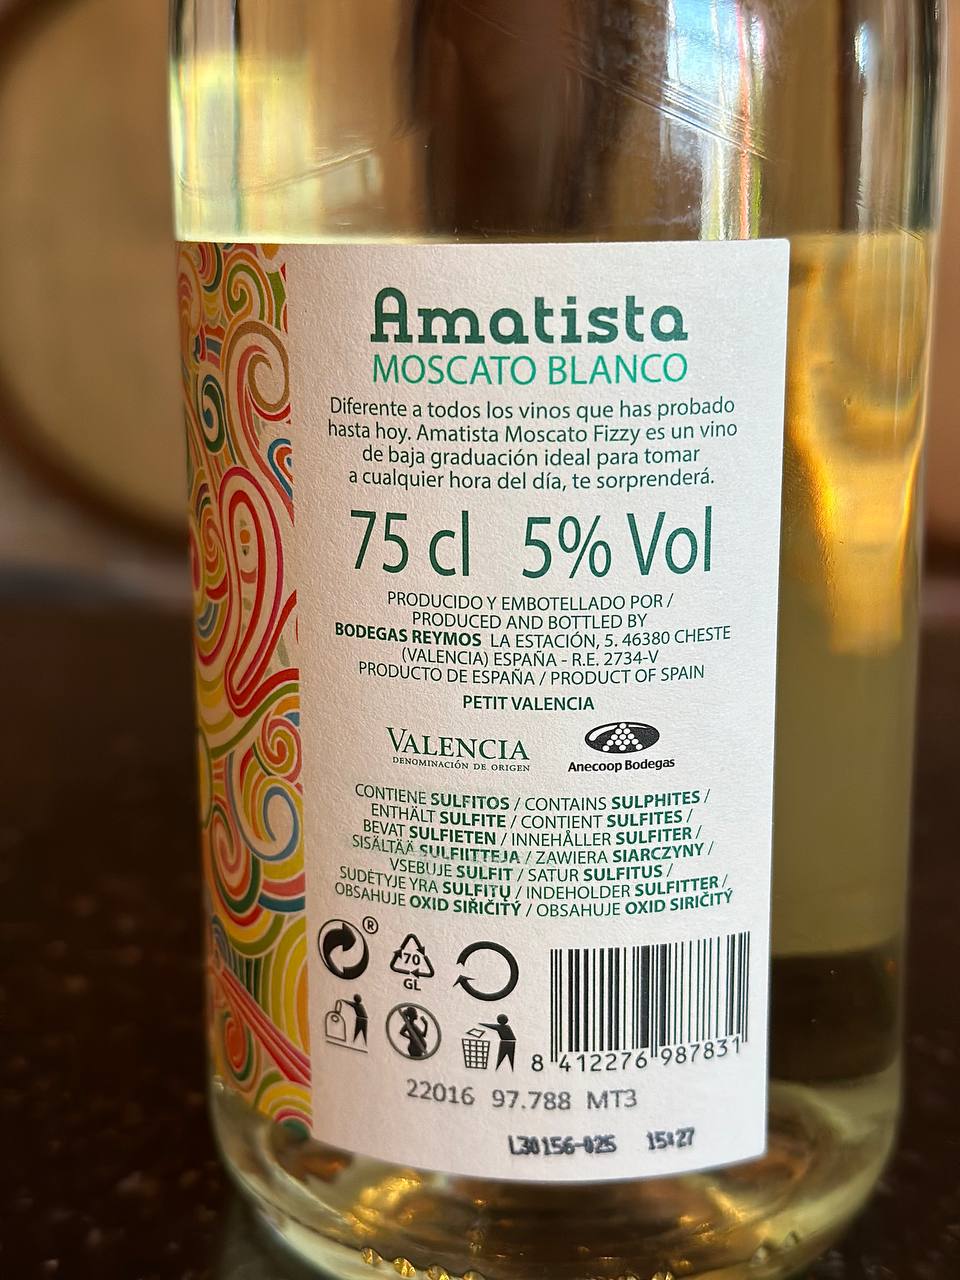 Amatista
MOSCATO BLANCO
Diferente a todos los vinos que has probado
hasta hoy. Amatista Moscato Fizzy es un vino
de baja graduación ideal para tomar
a cualquier hora del día, te sorprenderá.
75 cl 5% Vol
PRODUCIDO Y EMBOTELLADO POR /
PRODUCED AND BOTTLED BY
BODEGAS REYMOS LA ESTACIÓN, 5. 46380 CHESTE
(VALENCIA) ESPAÑA - R.E. 2734-V
PRODUCTO DE ESPAÑA / PRODUCT OF SPAIN
PETIT VALENCIA
VALENCIA
DENOMINACIÓN DE ORIGEN
Anecoop Bodegas
CONTIENE SULFITOS / CONTAINS SULPHITES /
ENTHÄLT SULFITE / CONTIENT SULFITES /
BEVAT SULFIETEN / INNEHÅLLER SULFITER /
SISÄLTÄÄ SULFIITTEJA / ZAWIERA SIARCZYNY /
VSEBUJE SULFIT / SATUR SULFITUS /
SUDĖTYJE YRA SULFITŲ / INDEHOLDER SULFITTER /
OBSAHUJE OXID SIŘIČITÝ / OBSAHUJE OXID SIRIČITÝ
®
70
GL
8 412276 987831
22016 97.788 MT3
L30156-025 15:27